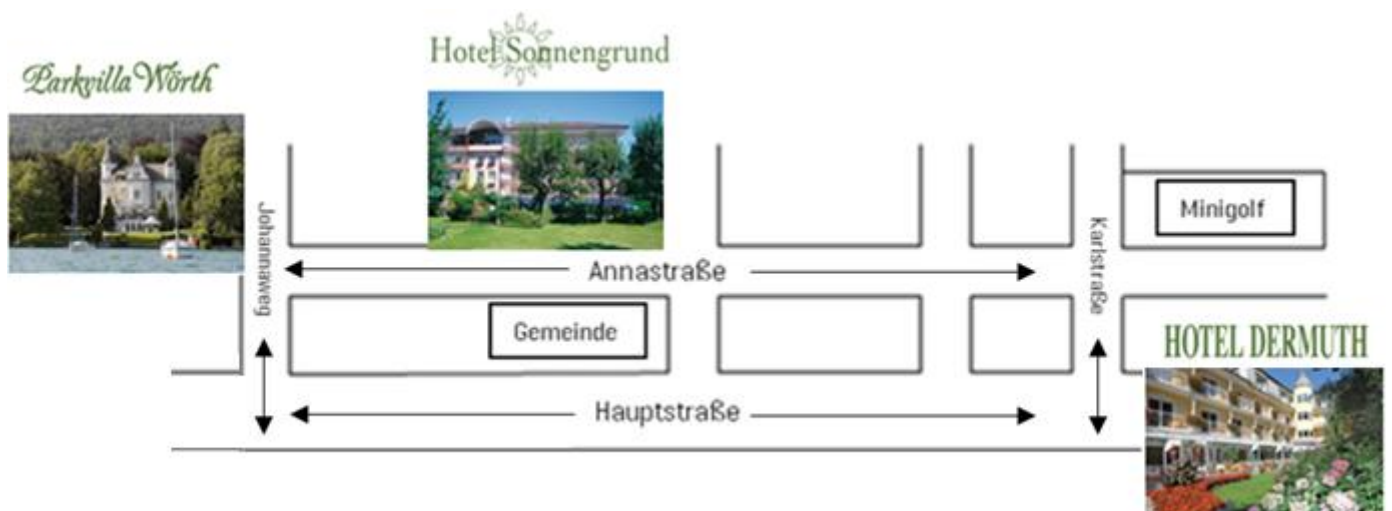 Parkvilla Wörth
Hotel Sonnengrund
Johannaweg
Annastraße
Karlstraße
Minigolf
Gemeinde
HOTEL DERMUTH
Hauptstraße